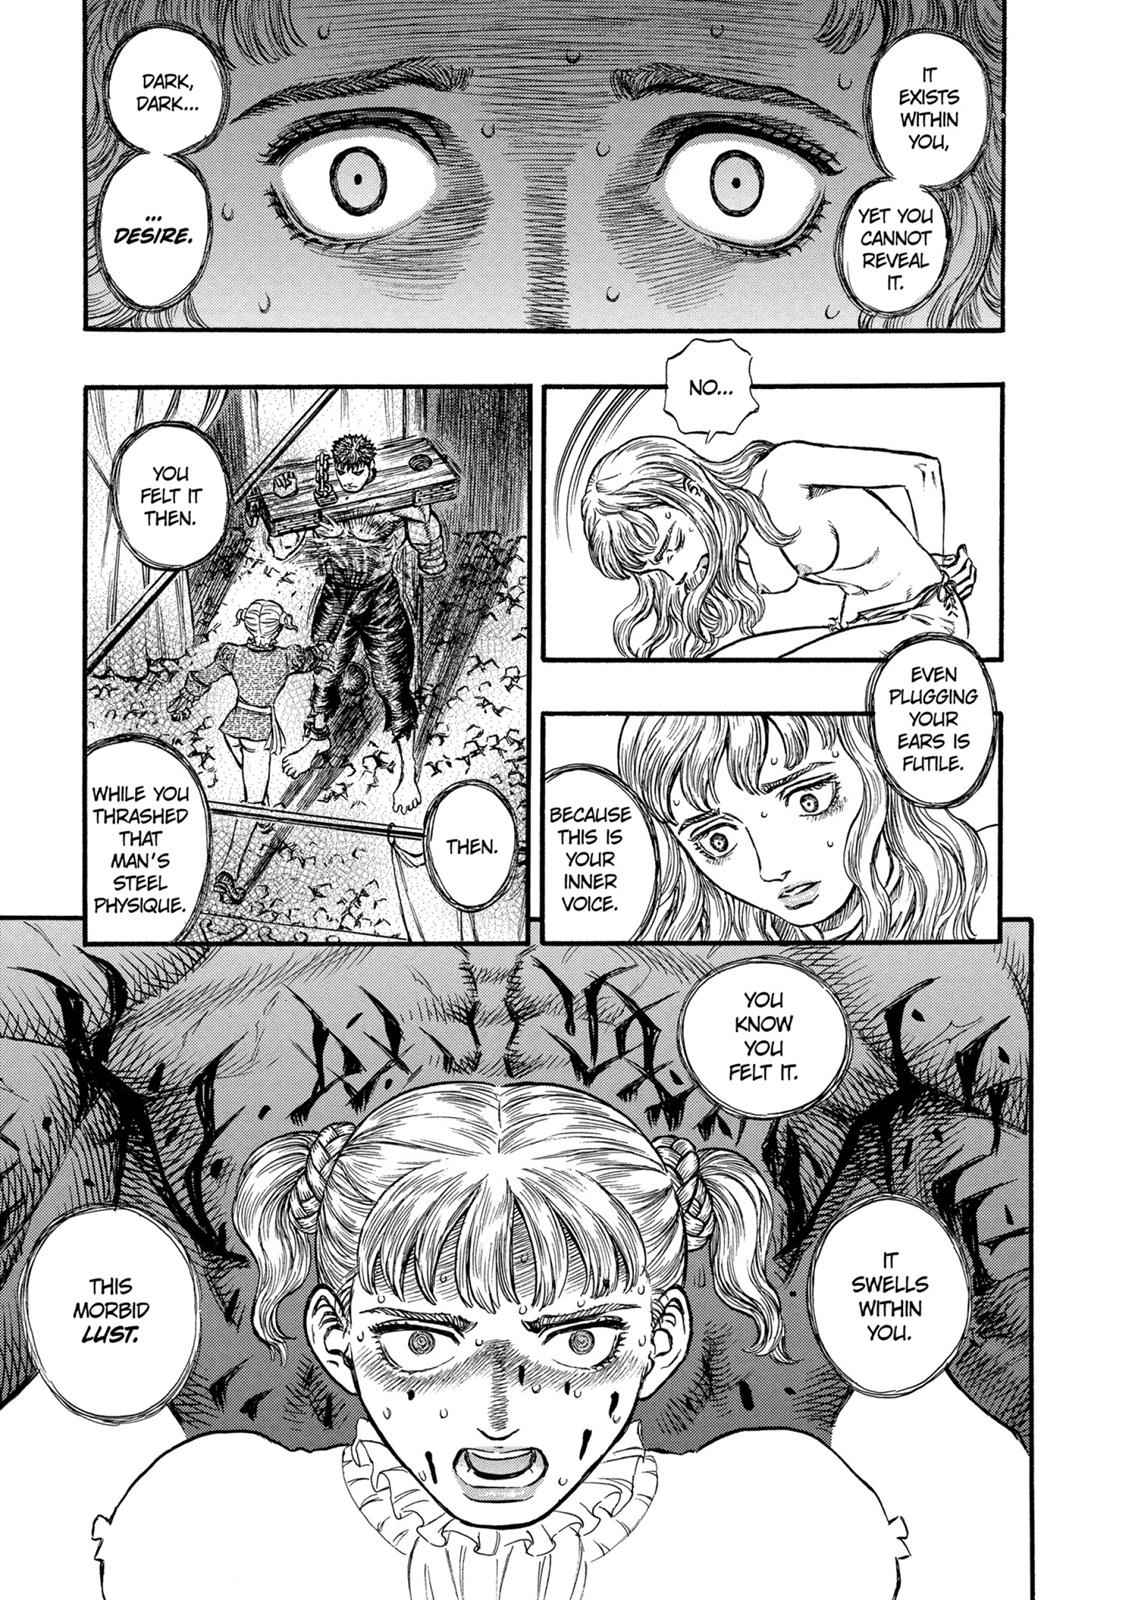 IT
EXISTS
WITHIN
YOU,
YET YOU
CANNOT
REVEAL
IT.
DARK,
DARK...
...
DESIRE.
NO...
EVEN
PLUGGING
YOUR
EARS IS
FUTILE.
BECAUSE
THIS IS
YOUR
INNER
VOICE.
YOU
FELT IT
THEN.
THEN.
WHILE YOU
THRASHED
THAT
MAN'S
STEEL
PHYSIQUE.
YOU
KNOW
YOU
FELT IT.
IT
SWELLS
WITHIN
YOU.
THIS
MORBID
LUST.